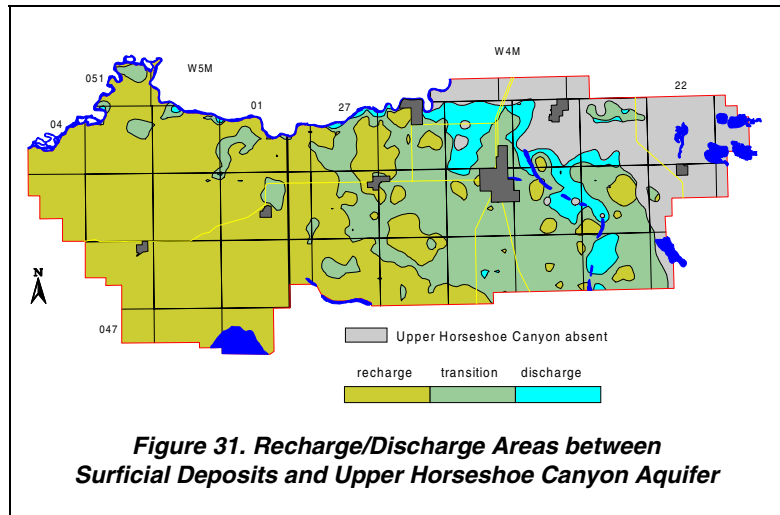 W4M
W5M
051
22
04
01
27
N
047
Upper Horseshoe Canyon absent
recharge transition discharge
Figure 31. Recharge/Discharge Areas between
Surficial Deposits and Upper Horseshoe Canyon Aquifer